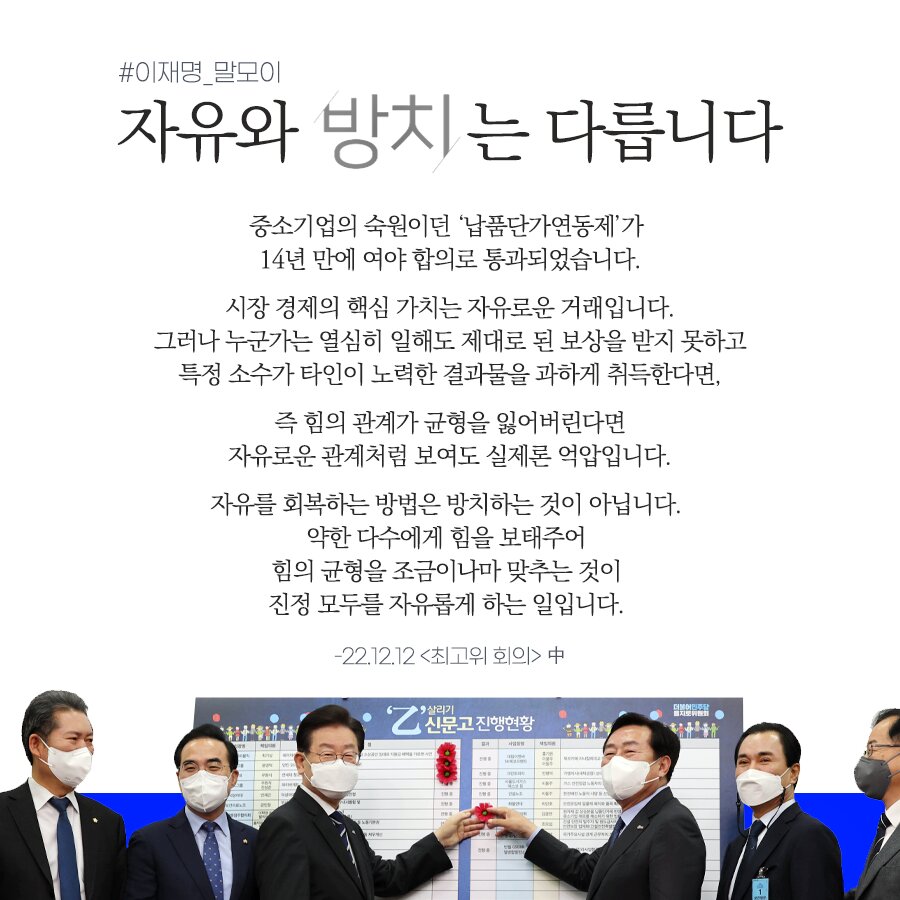 #이재명_말모이
자유와 방치는 다릅니다
중소기업의 숙원이던 ‘납품단가연동제’가
14년 만에 여야 합의로 통과되었습니다.
시장 경제의 핵심 가치는 자유로운 거래입니다.
그러나 누군가는 열심히 일해도 제대로 된 보상을 받지 못하고
특정 소수가 타인이 노력한 결과물을 과하게 취득한다면,
즉 힘의 관계가 균형을 잃어버린다면
자유로운 관계처럼 보여도 실제론 억압입니다.
자유를 회복하는 방법은 방치하는 것이 아닙니다.
약한 다수에게 힘을 보태주어
힘의 균형을 조금이나마 맞추는 것이
진정 모두를 자유롭게 하는 일입니다.
-22.12.12 <최고위 회의> 中
‘乙’ 살리기
신문고 진행현황
더불어민주당
을지로위원회